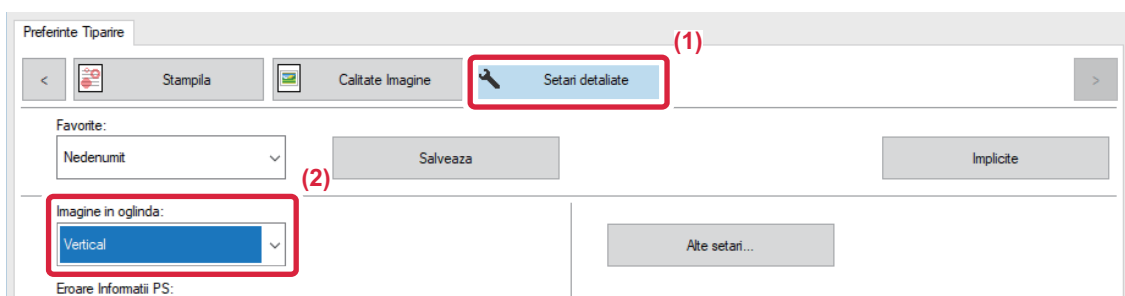 Preferinte Tiparire
(1)
< Stampila Calitate Imagine Setari detaliate >
Favorite:
Nedenumit Salveaza Implicite
(2)
Imagine in oglinda:
Vertical Alte setari...
Eroare Informatii PS: